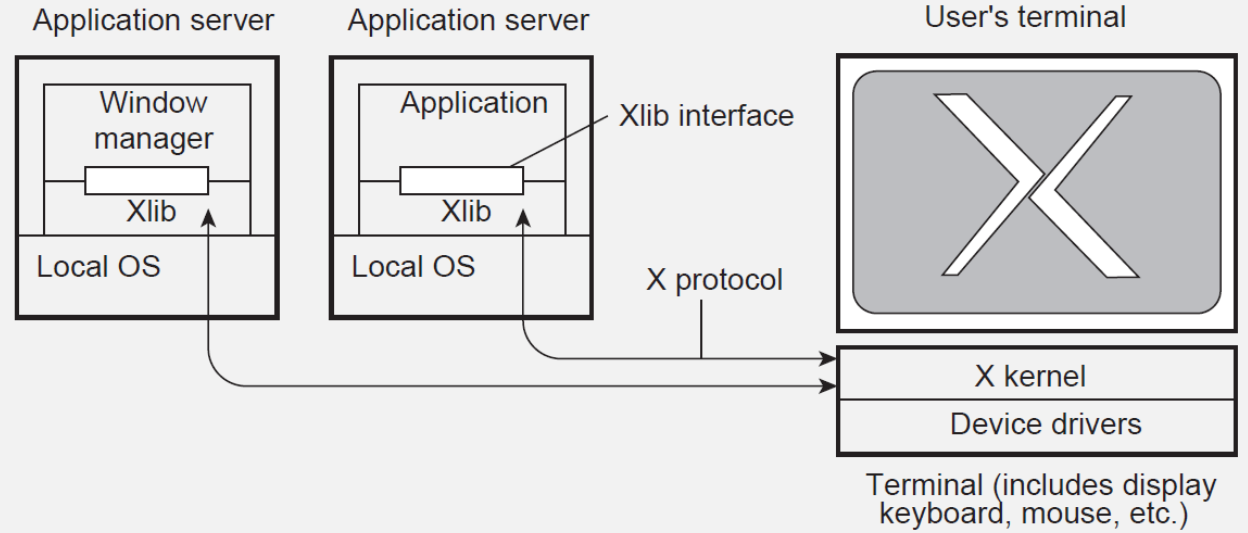 Application server
Application server
User's terminal
Window
manager
Xlib
Local OS
Application
Xlib
Local OS
Xlib interface
X protocol
X kernel
Device drivers
Terminal (includes display
keyboard, mouse, etc.)